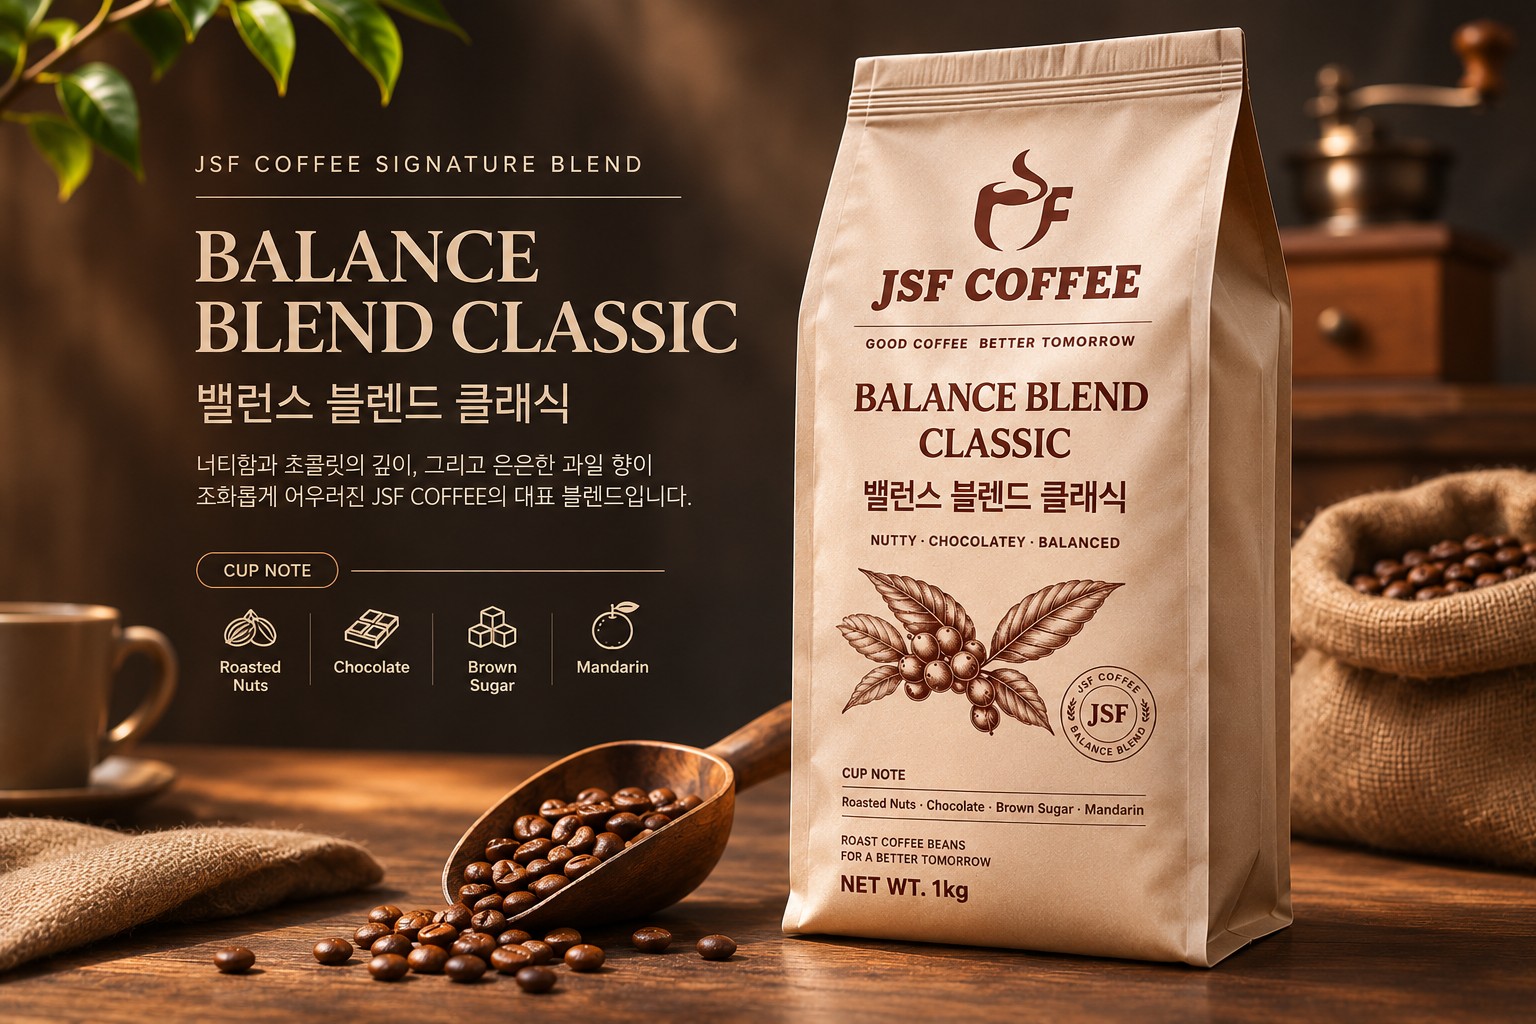 JSF COFFEE SIGNATURE BLEND
BALANCE
BLEND CLASSIC
밸런스 블렌드 클래식
너티함과 초콜릿의 깊이, 그리고 은은한 과일 향이
조화롭게 어우러진 JSF COFFEE의 대표 블렌드입니다.
CUP NOTE
Roasted
Nuts
Chocolate
Brown
Sugar
Mandarin
F
JSF COFFEE
GOOD COFFEE BETTER TOMORROW
BALANCE BLEND
CLASSIC
밸런스 블렌드 클래식
NUTTY · CHOCOLATEY · BALANCED
JSF COFFEE
JSF
BALANCE BLEND
CUP NOTE
Roasted Nuts · Chocolate · Brown Sugar · Mandarin
ROAST COFFEE BEANS
FOR A BETTER TOMORROW
NET WT. 1kg